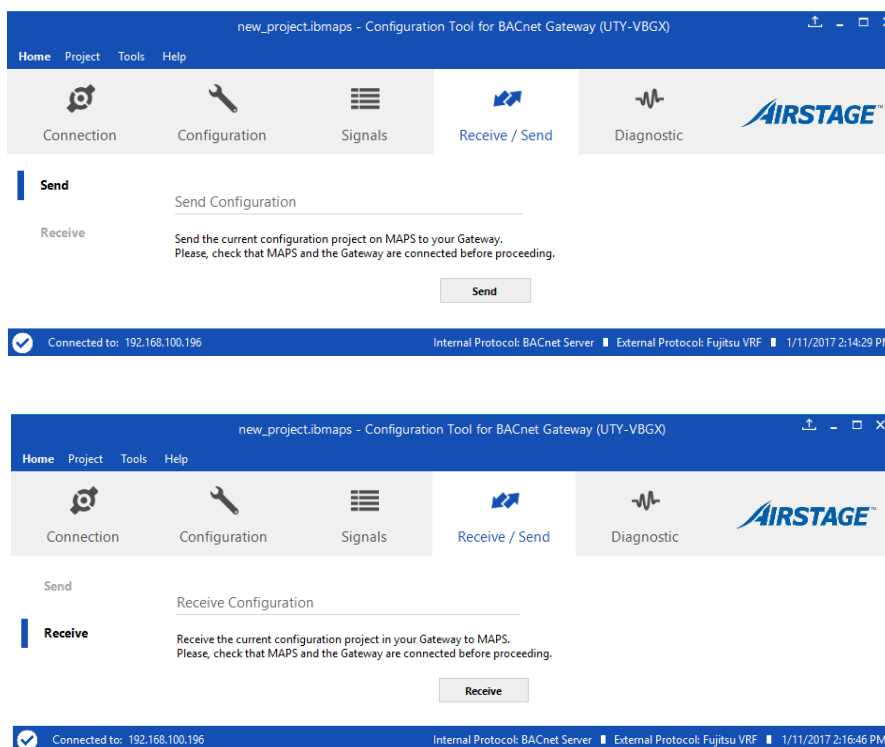 new_project.ibmaps - Configuration Tool for BACnet Gateway (UTY-VBGX)
Home Project Tools Help
Connection Configuration Signals Receive / Send Diagnostic AIRSTAGE™
Send
Send Configuration
Receive
Send the current configuration project on MAPS to your Gateway.
Please, check that MAPS and the Gateway are connected before proceeding.
Send
Connected to: 192.168.100.196 Internal Protocol: BACnet Server External Protocol: Fujitsu VRF 1/11/2017 2:14:29 PM
new_project.ibmaps - Configuration Tool for BACnet Gateway (UTY-VBGX)
Home Project Tools Help
Connection Configuration Signals Receive / Send Diagnostic AIRSTAGE™
Send
Receive Configuration
Receive
Receive the current configuration project in your Gateway to MAPS.
Please, check that MAPS and the Gateway are connected before proceeding.
Receive
Connected to: 192.168.100.196 Internal Protocol: BACnet Server External Protocol: Fujitsu VRF 1/11/2017 2:16:46 PM